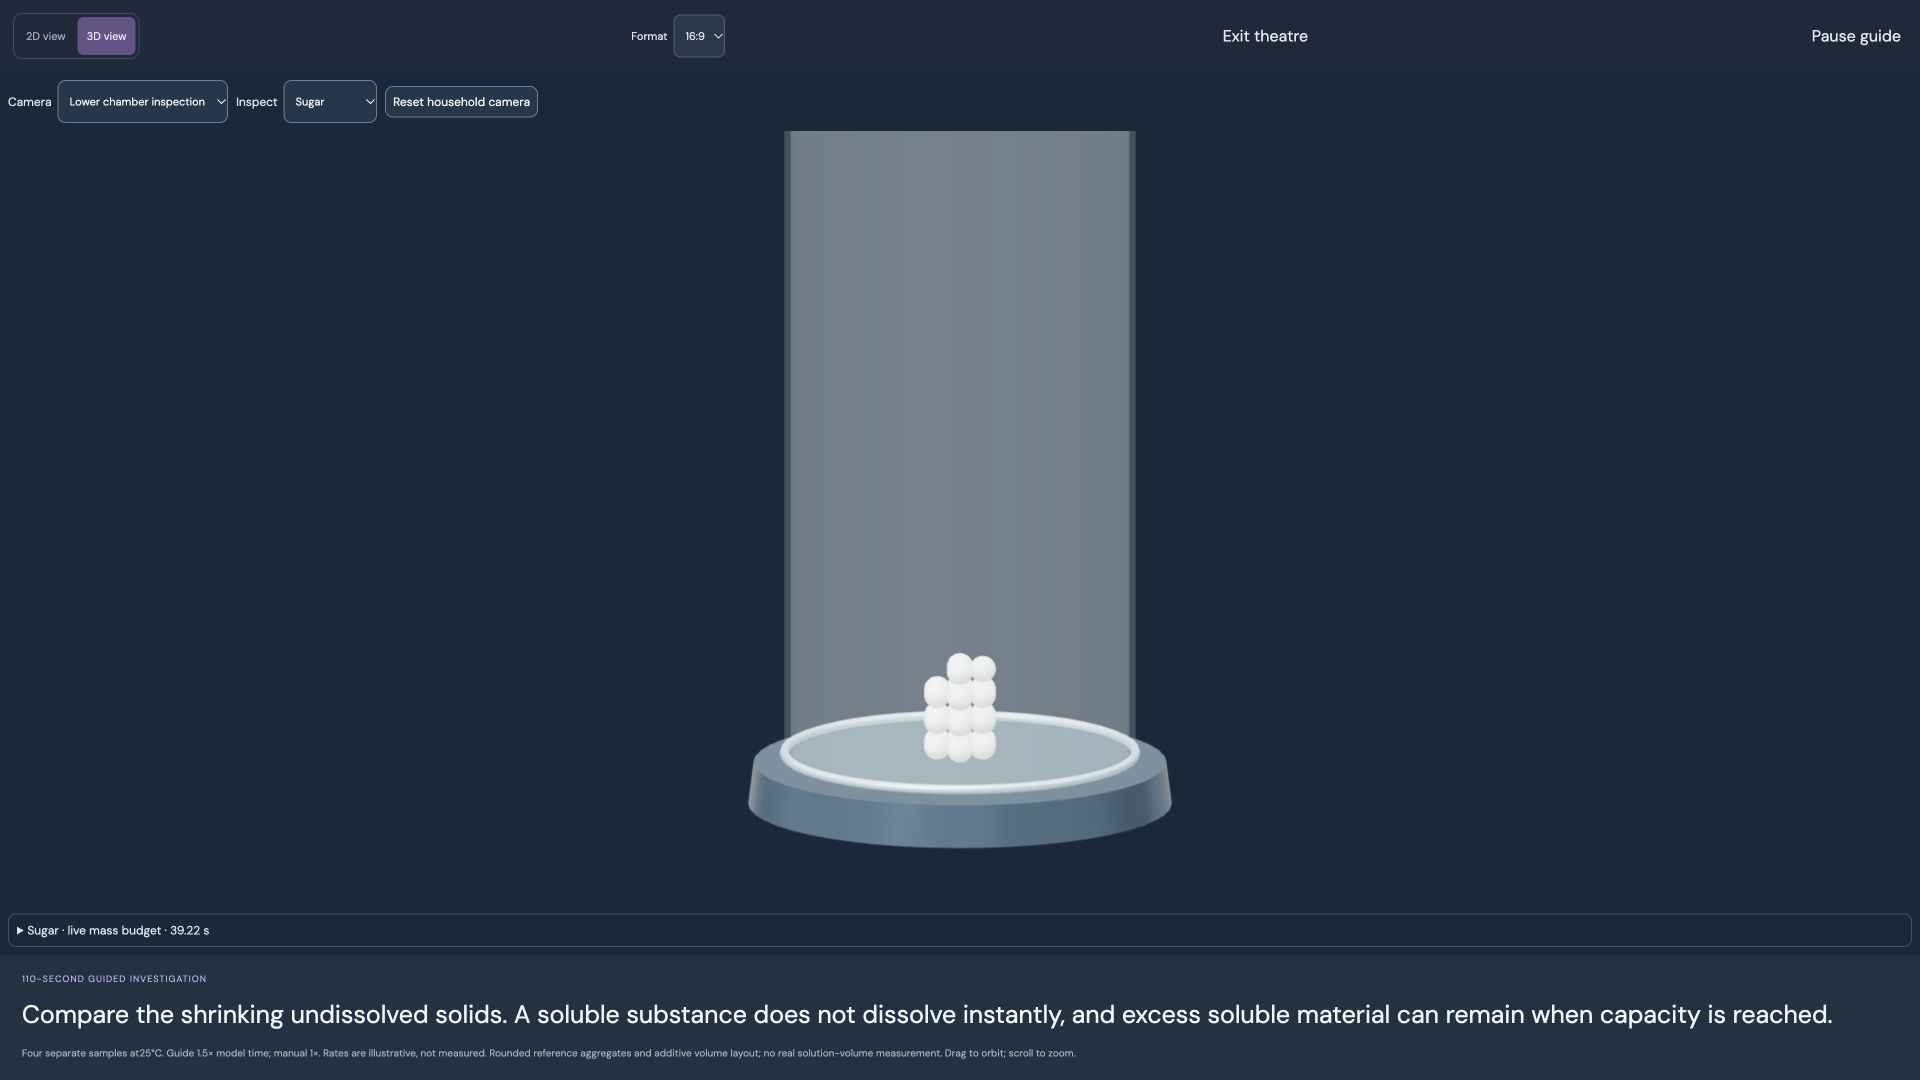 2D view
3D view
Format
16:9
Exit theatre
Pause guide
Camera
Lower chamber inspection
Inspect
Sugar
Reset household camera
Sugar · live mass budget · 39.22 s
110-SECOND GUIDED INVESTIGATION
Compare the shrinking undissolved solids. A soluble substance does not dissolve instantly, and excess soluble material can remain when capacity is reached.
Four separate samples at25°C. Guide 1.5× model time; manual 1×. Rates are illustrative, not measured. Rounded reference aggregates and additive volume layout; no real solution-volume measurement. Drag to orbit; scroll to zoom.